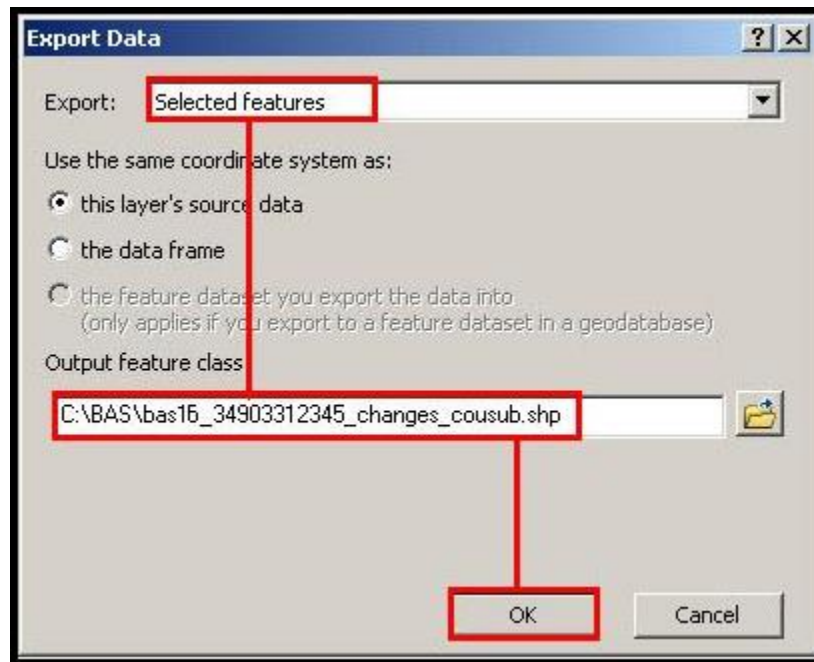 Export Data
Export: Selected features
Use the same coordinate system as:
this layer's source data
the data frame
the feature dataset you export the data into
(only applies if you export to a feature dataset in a geodatabase)
Output feature class
C:\BAS\bas15_34903312345_changes_cousub.shp
OK Cancel